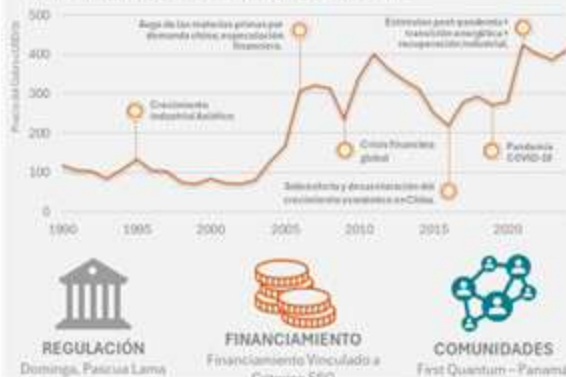 500
Auge de las materias primas por
demanda china, especulación
financiera.
Estímulos post-pandemia +
transición energética +
recuperación industrial.
400
300
Crecimiento
industrial Asiático
200
Crisis financiera
global
Pandemia
COVID-19
100
Sobreoferta y desaceleración del
crecimiento económico en China.
0
1990 1995 2000 2005 2010 2015 2020
REGULACIÓN
Dominga, Pascua Lama
FINANCIAMIENTO
Financiamiento Vinculado a
Criterios ESG
COMUNIDADES
First Quantum – Panamá